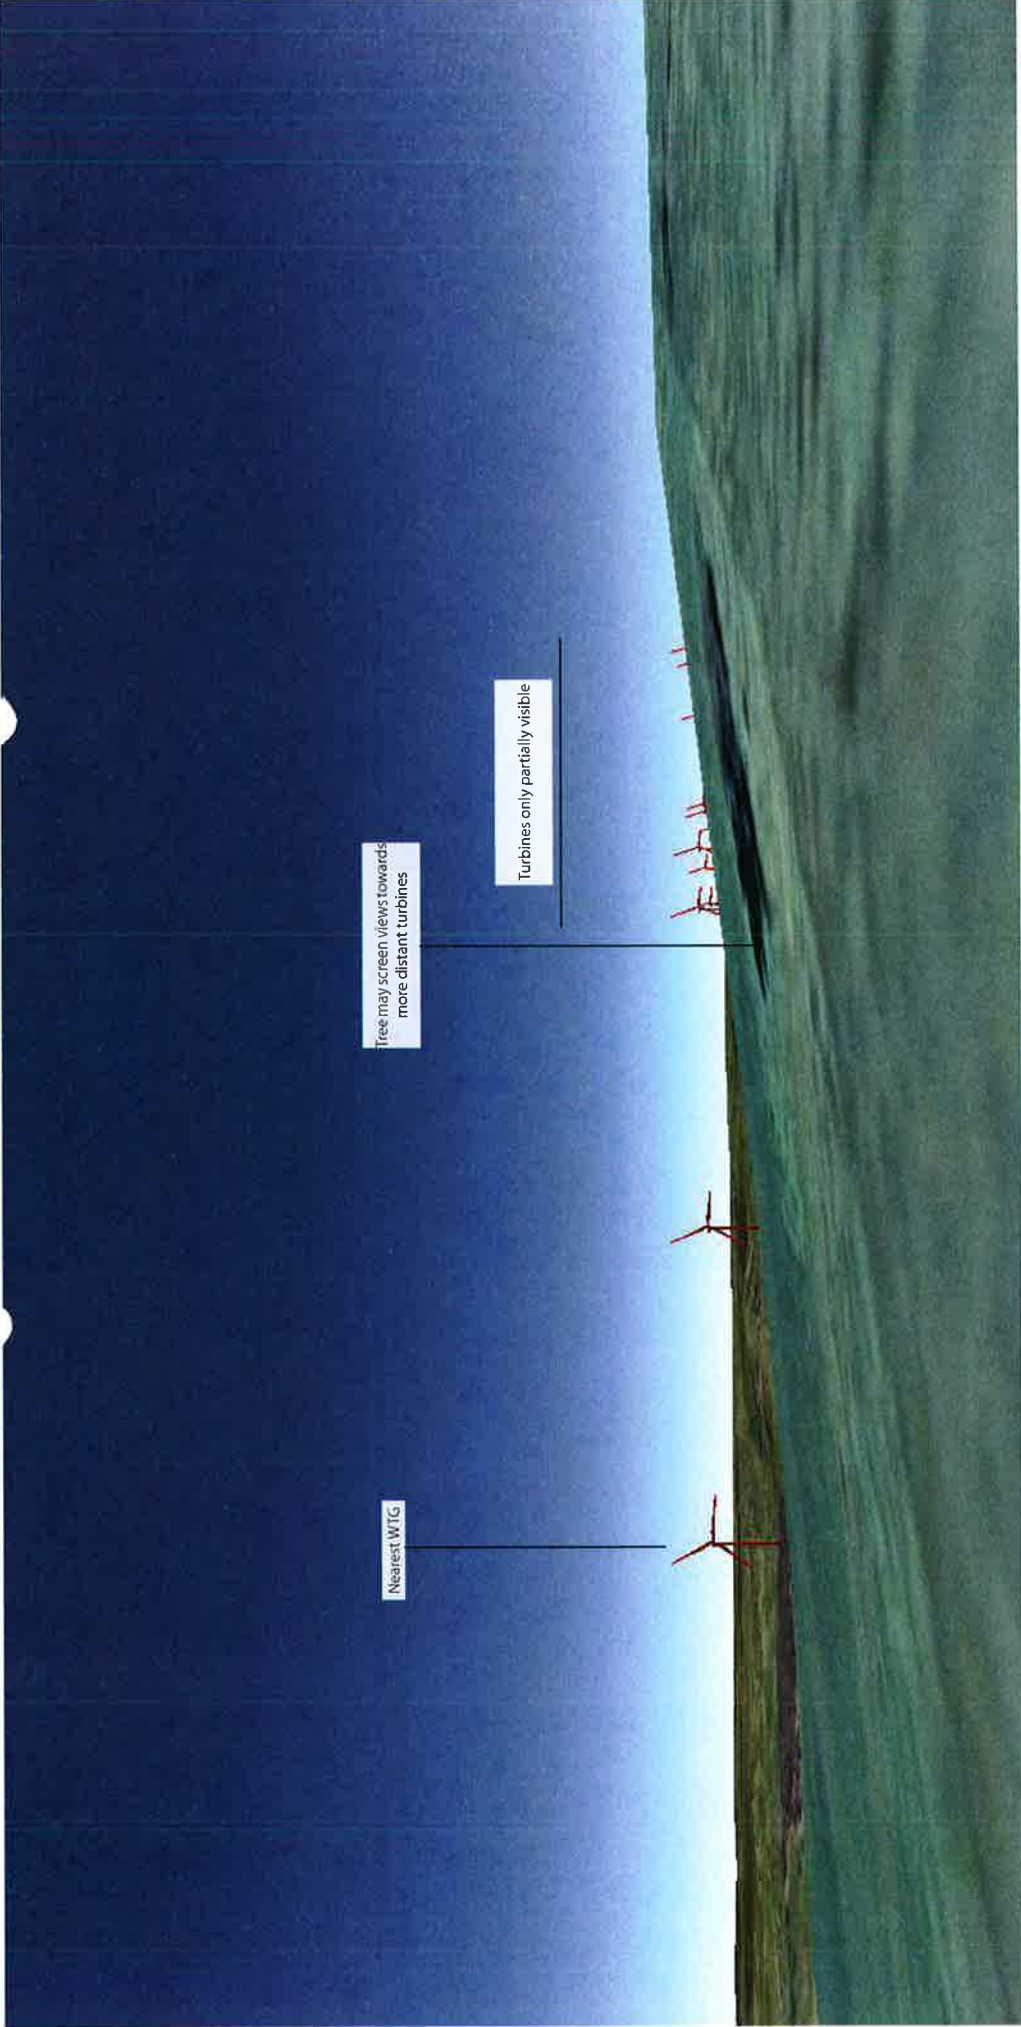 Nearest WTG
Tree may screen views towards
more distant turbines
Turbines only partially visible